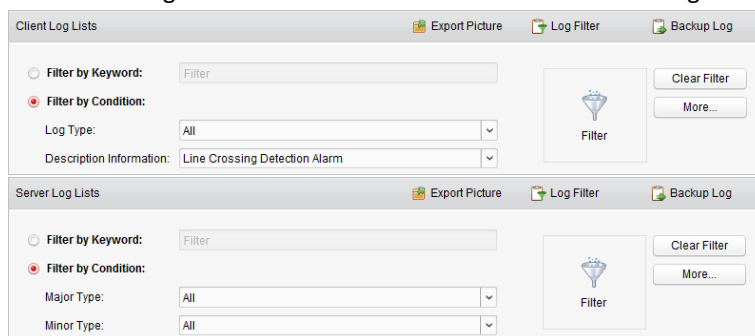 Client Log Lists Export Picture Log Filter Backup Log
Filter by Keyword: Filter Clear Filter
Filter by Condition: More...
Log Type: All Filter
Description Information: Line Crossing Detection Alarm
Server Log Lists Export Picture Log Filter Backup Log
Filter by Keyword: Filter Clear Filter
Filter by Condition: More...
Major Type: All Filter
Minor Type: All